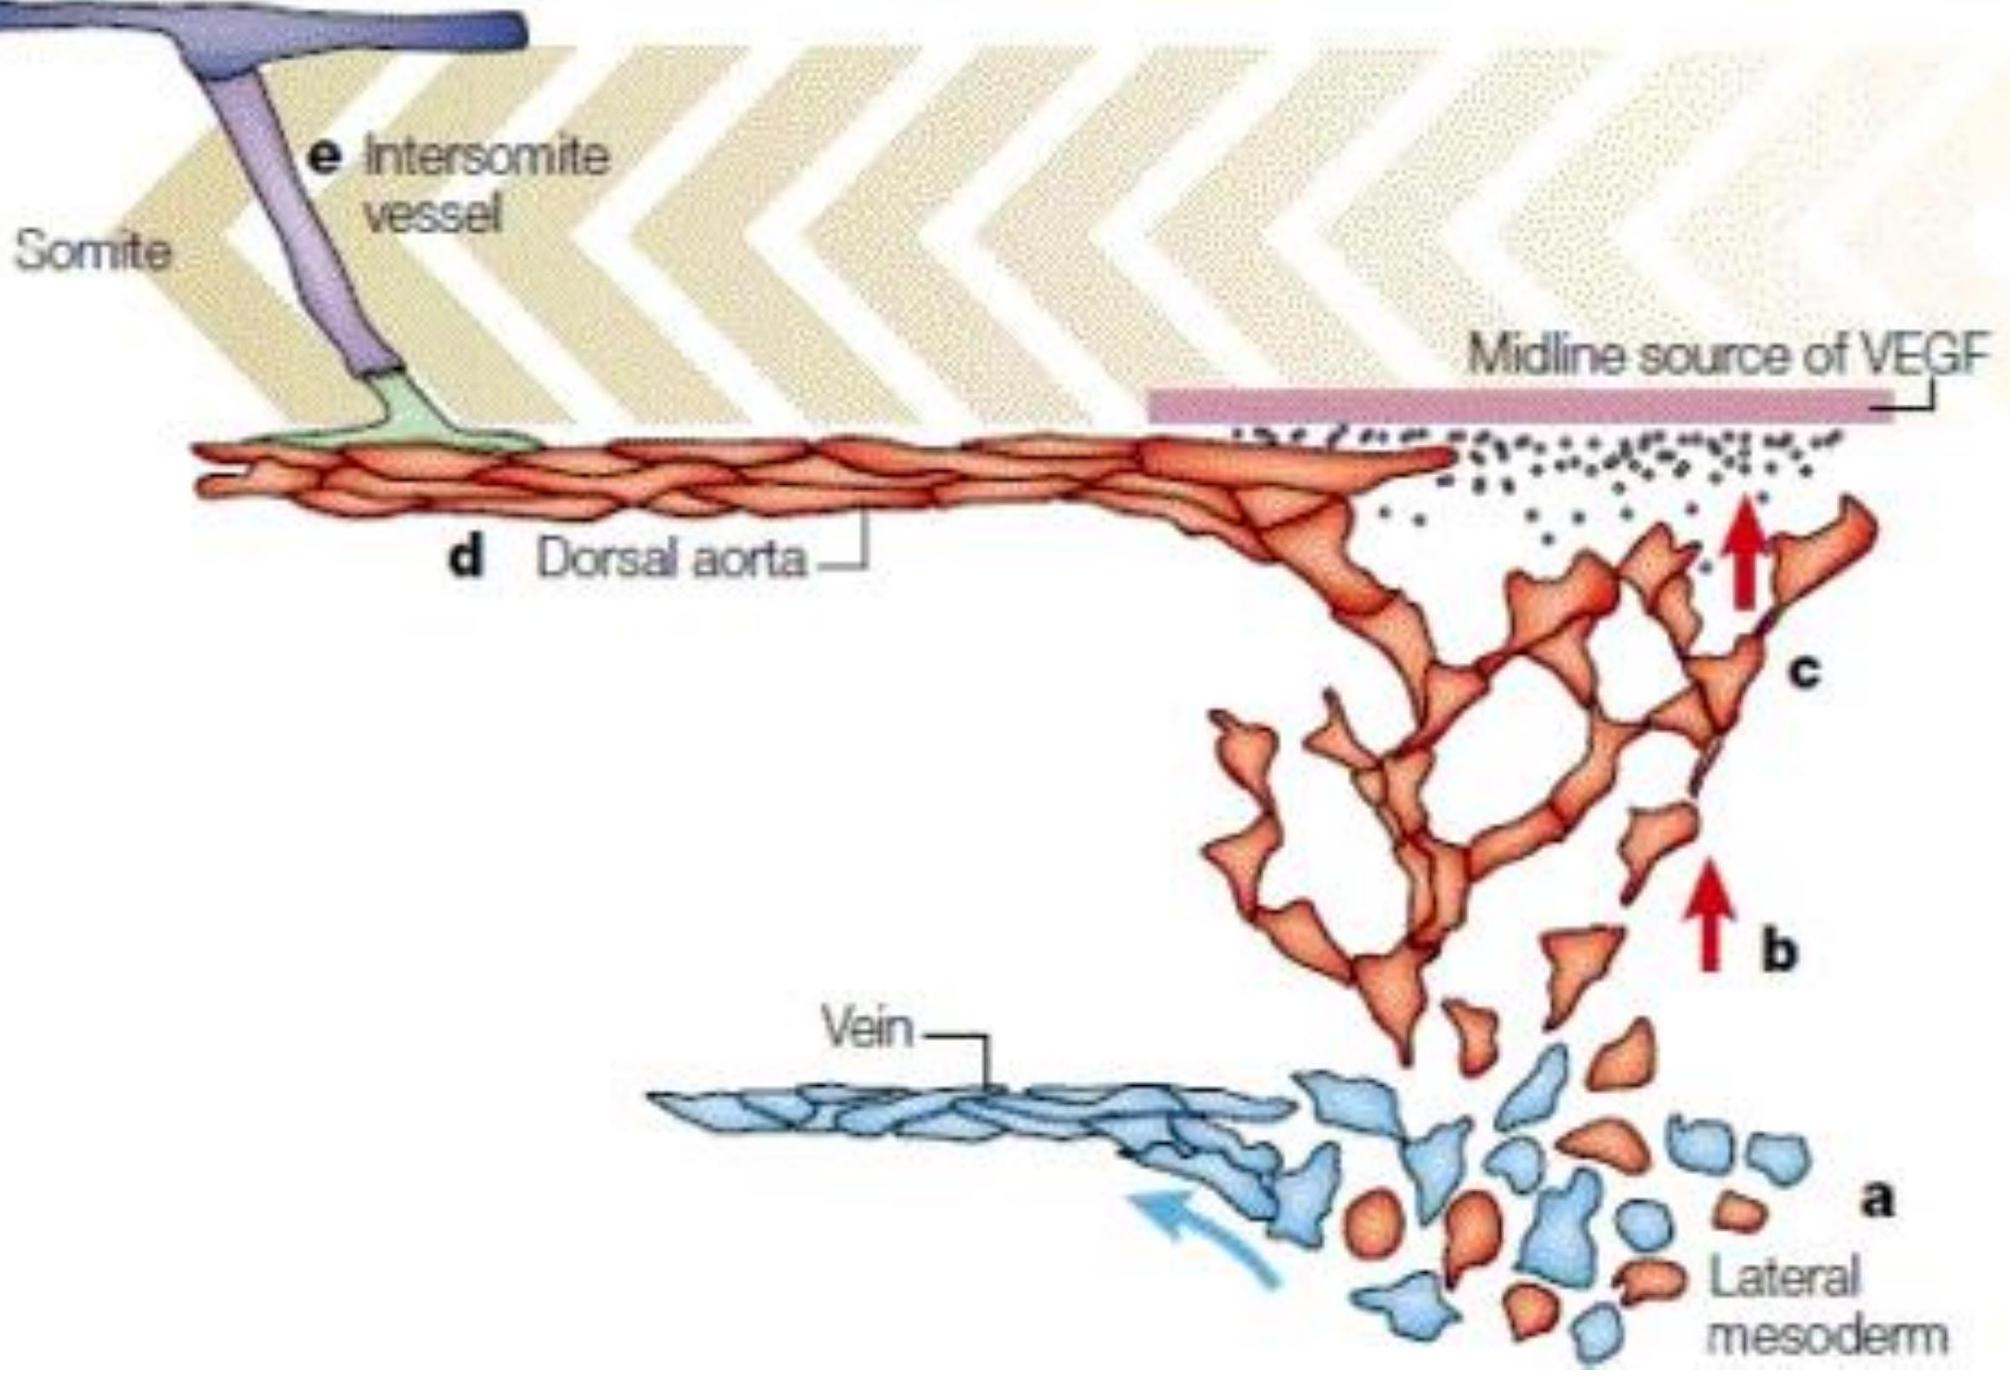 e Intersomite
vessel
Somite
Midline source of VEGF
d Dorsal aorta
c
b
Vein
a
Lateral
mesoderm